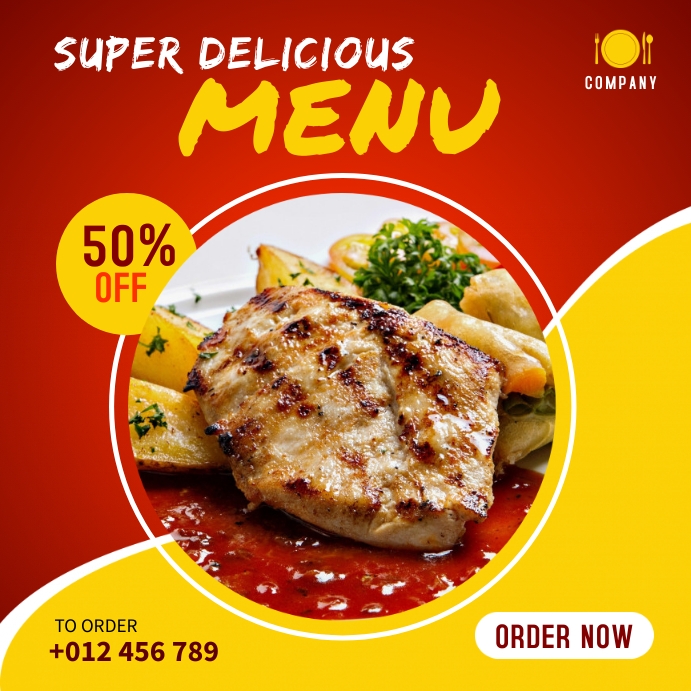 SUPER DELICIOUS
MENU
COMPANY
50%
OFF
TO ORDER
+012 456 789
ORDER NOW